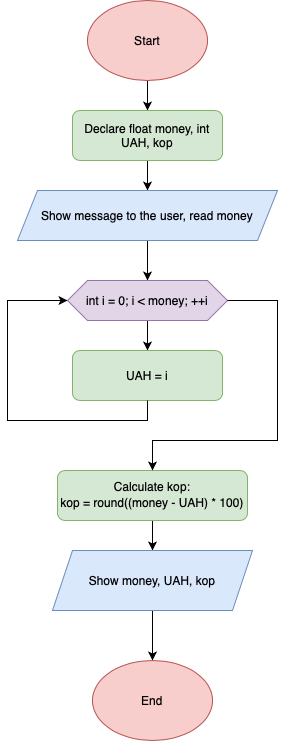 Start
Declare float money, int
UAH, kop
Show message to the user, read money
int i = 0; i < money; ++i
UAH = i
Calculate kop:
kop = round((money - UAH) * 100)
Show money, UAH, kop
End